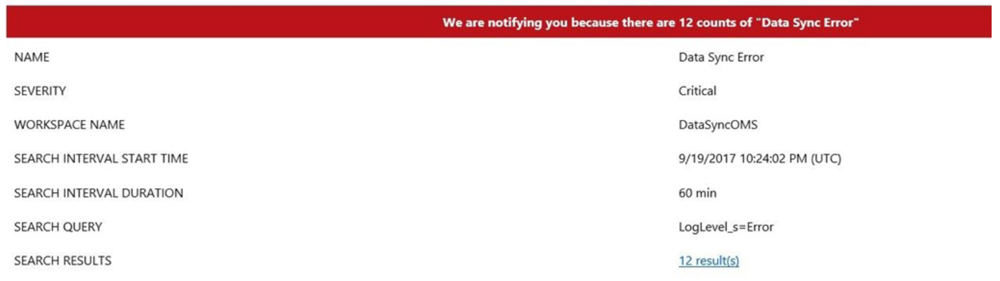 We are notifying you because there are 12 counts of "Data Sync Error"
NAME Data Sync Error
SEVERITY Critical
WORKSPACE NAME DataSyncOMS
SEARCH INTERVAL START TIME 9/19/2017 10:24:02 PM (UTC)
SEARCH INTERVAL DURATION 60 min
SEARCH QUERY LogLevel_s=Error
SEARCH RESULTS 12 result(s)